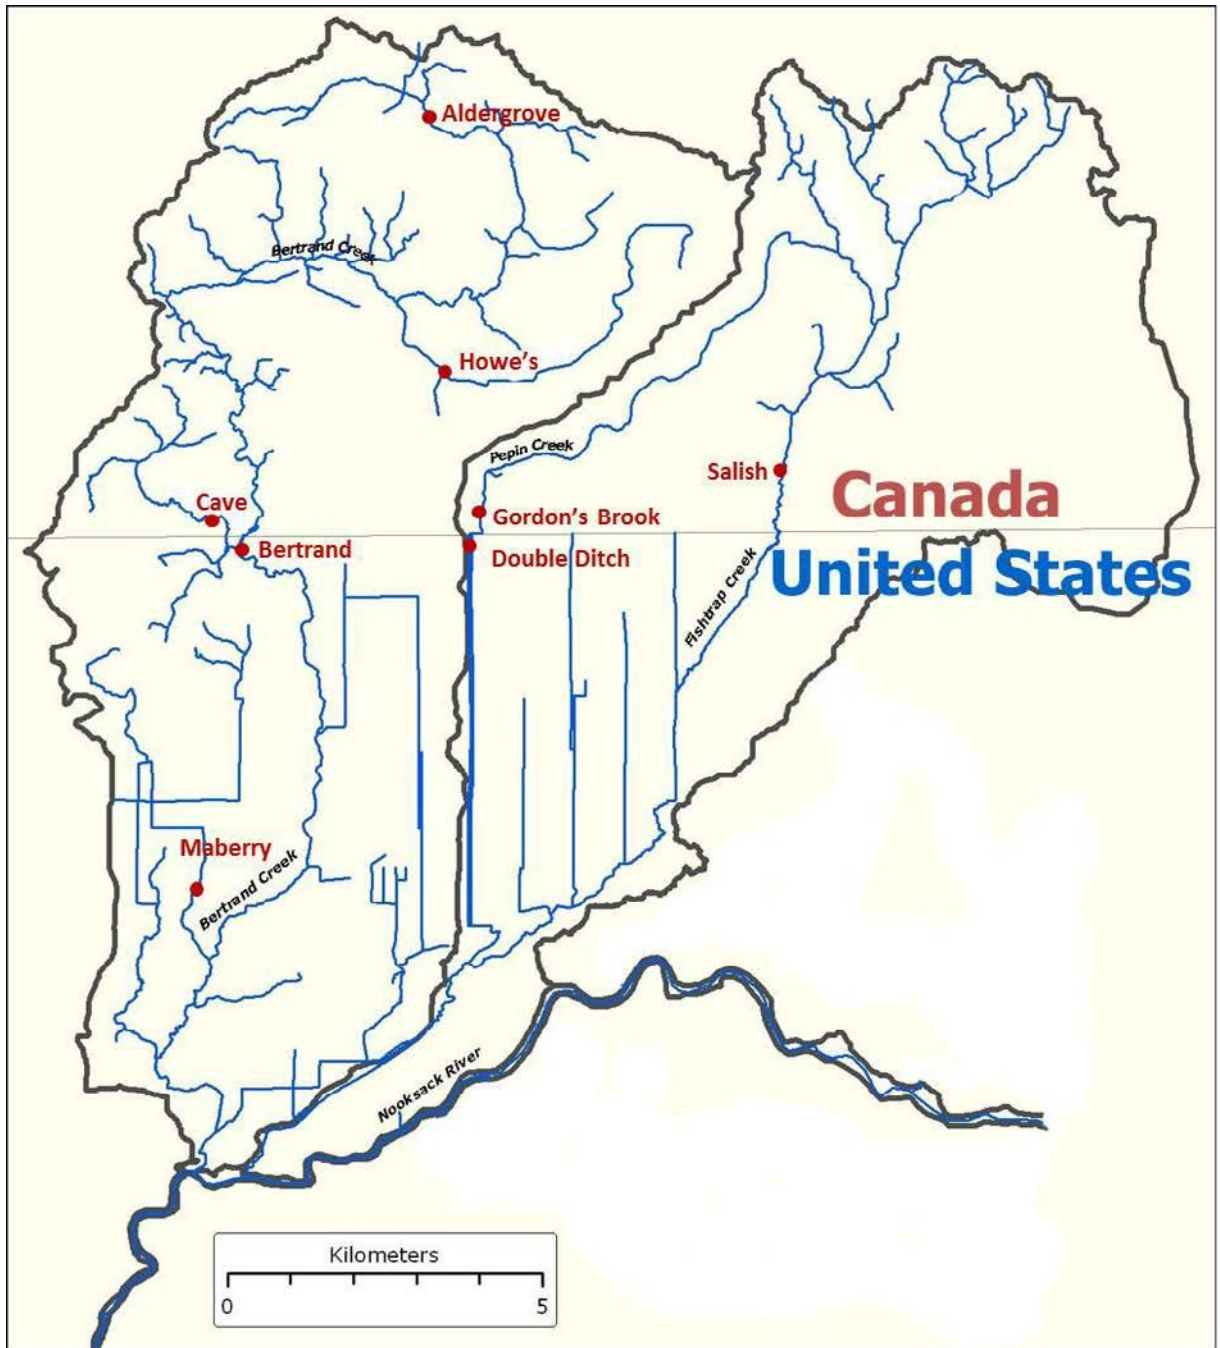 Aldergrove
Bertrand Creek
Howe's
Pepin Creek
Salish
Canada
Cave
Gordon's Brook
Bertrand
Double Ditch
United States
Fishtrap Creek
Maberry
Bertrand Creek
Nooksack River
Kilometers
0 5